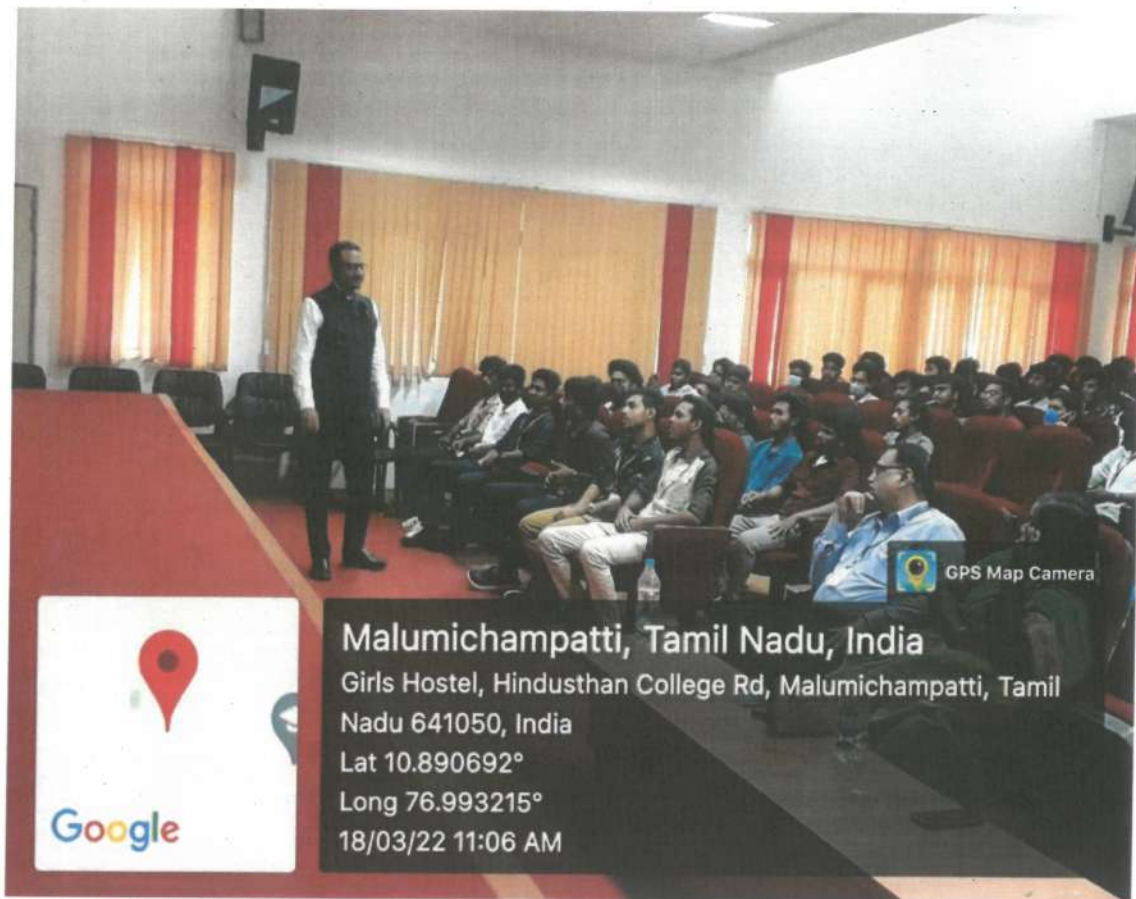 GPS Map Camera
Malumichampatti, Tamil Nadu, India
Girls Hostel, Hindusthan College Rd, Malumichampatti, Tamil
Nadu 641050, India
Lat 10.890692°
Long 76.993215°
18/03/22 11:06 AM
Google